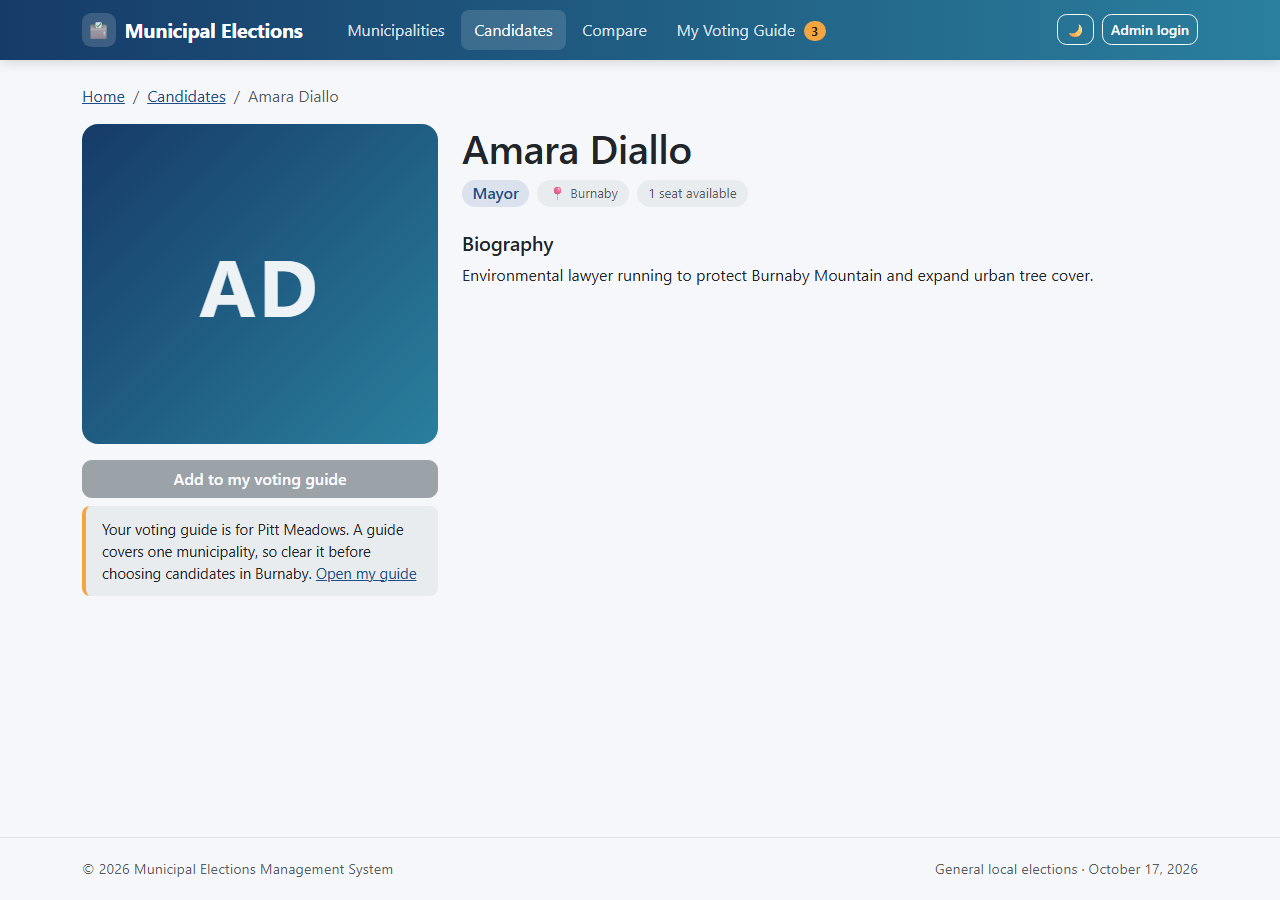 Municipal Elections
Municipalities
Candidates
Compare
My Voting Guide 3
Admin login
Home / Candidates / Amara Diallo
AD
Amara Diallo
Mayor
Burnaby
1 seat available
Biography
Environmental lawyer running to protect Burnaby Mountain and expand urban tree cover.
Add to my voting guide
Your voting guide is for Pitt Meadows. A guide
covers one municipality, so clear it before
choosing candidates in Burnaby. Open my guide
© 2026 Municipal Elections Management System
General local elections · October 17, 2026